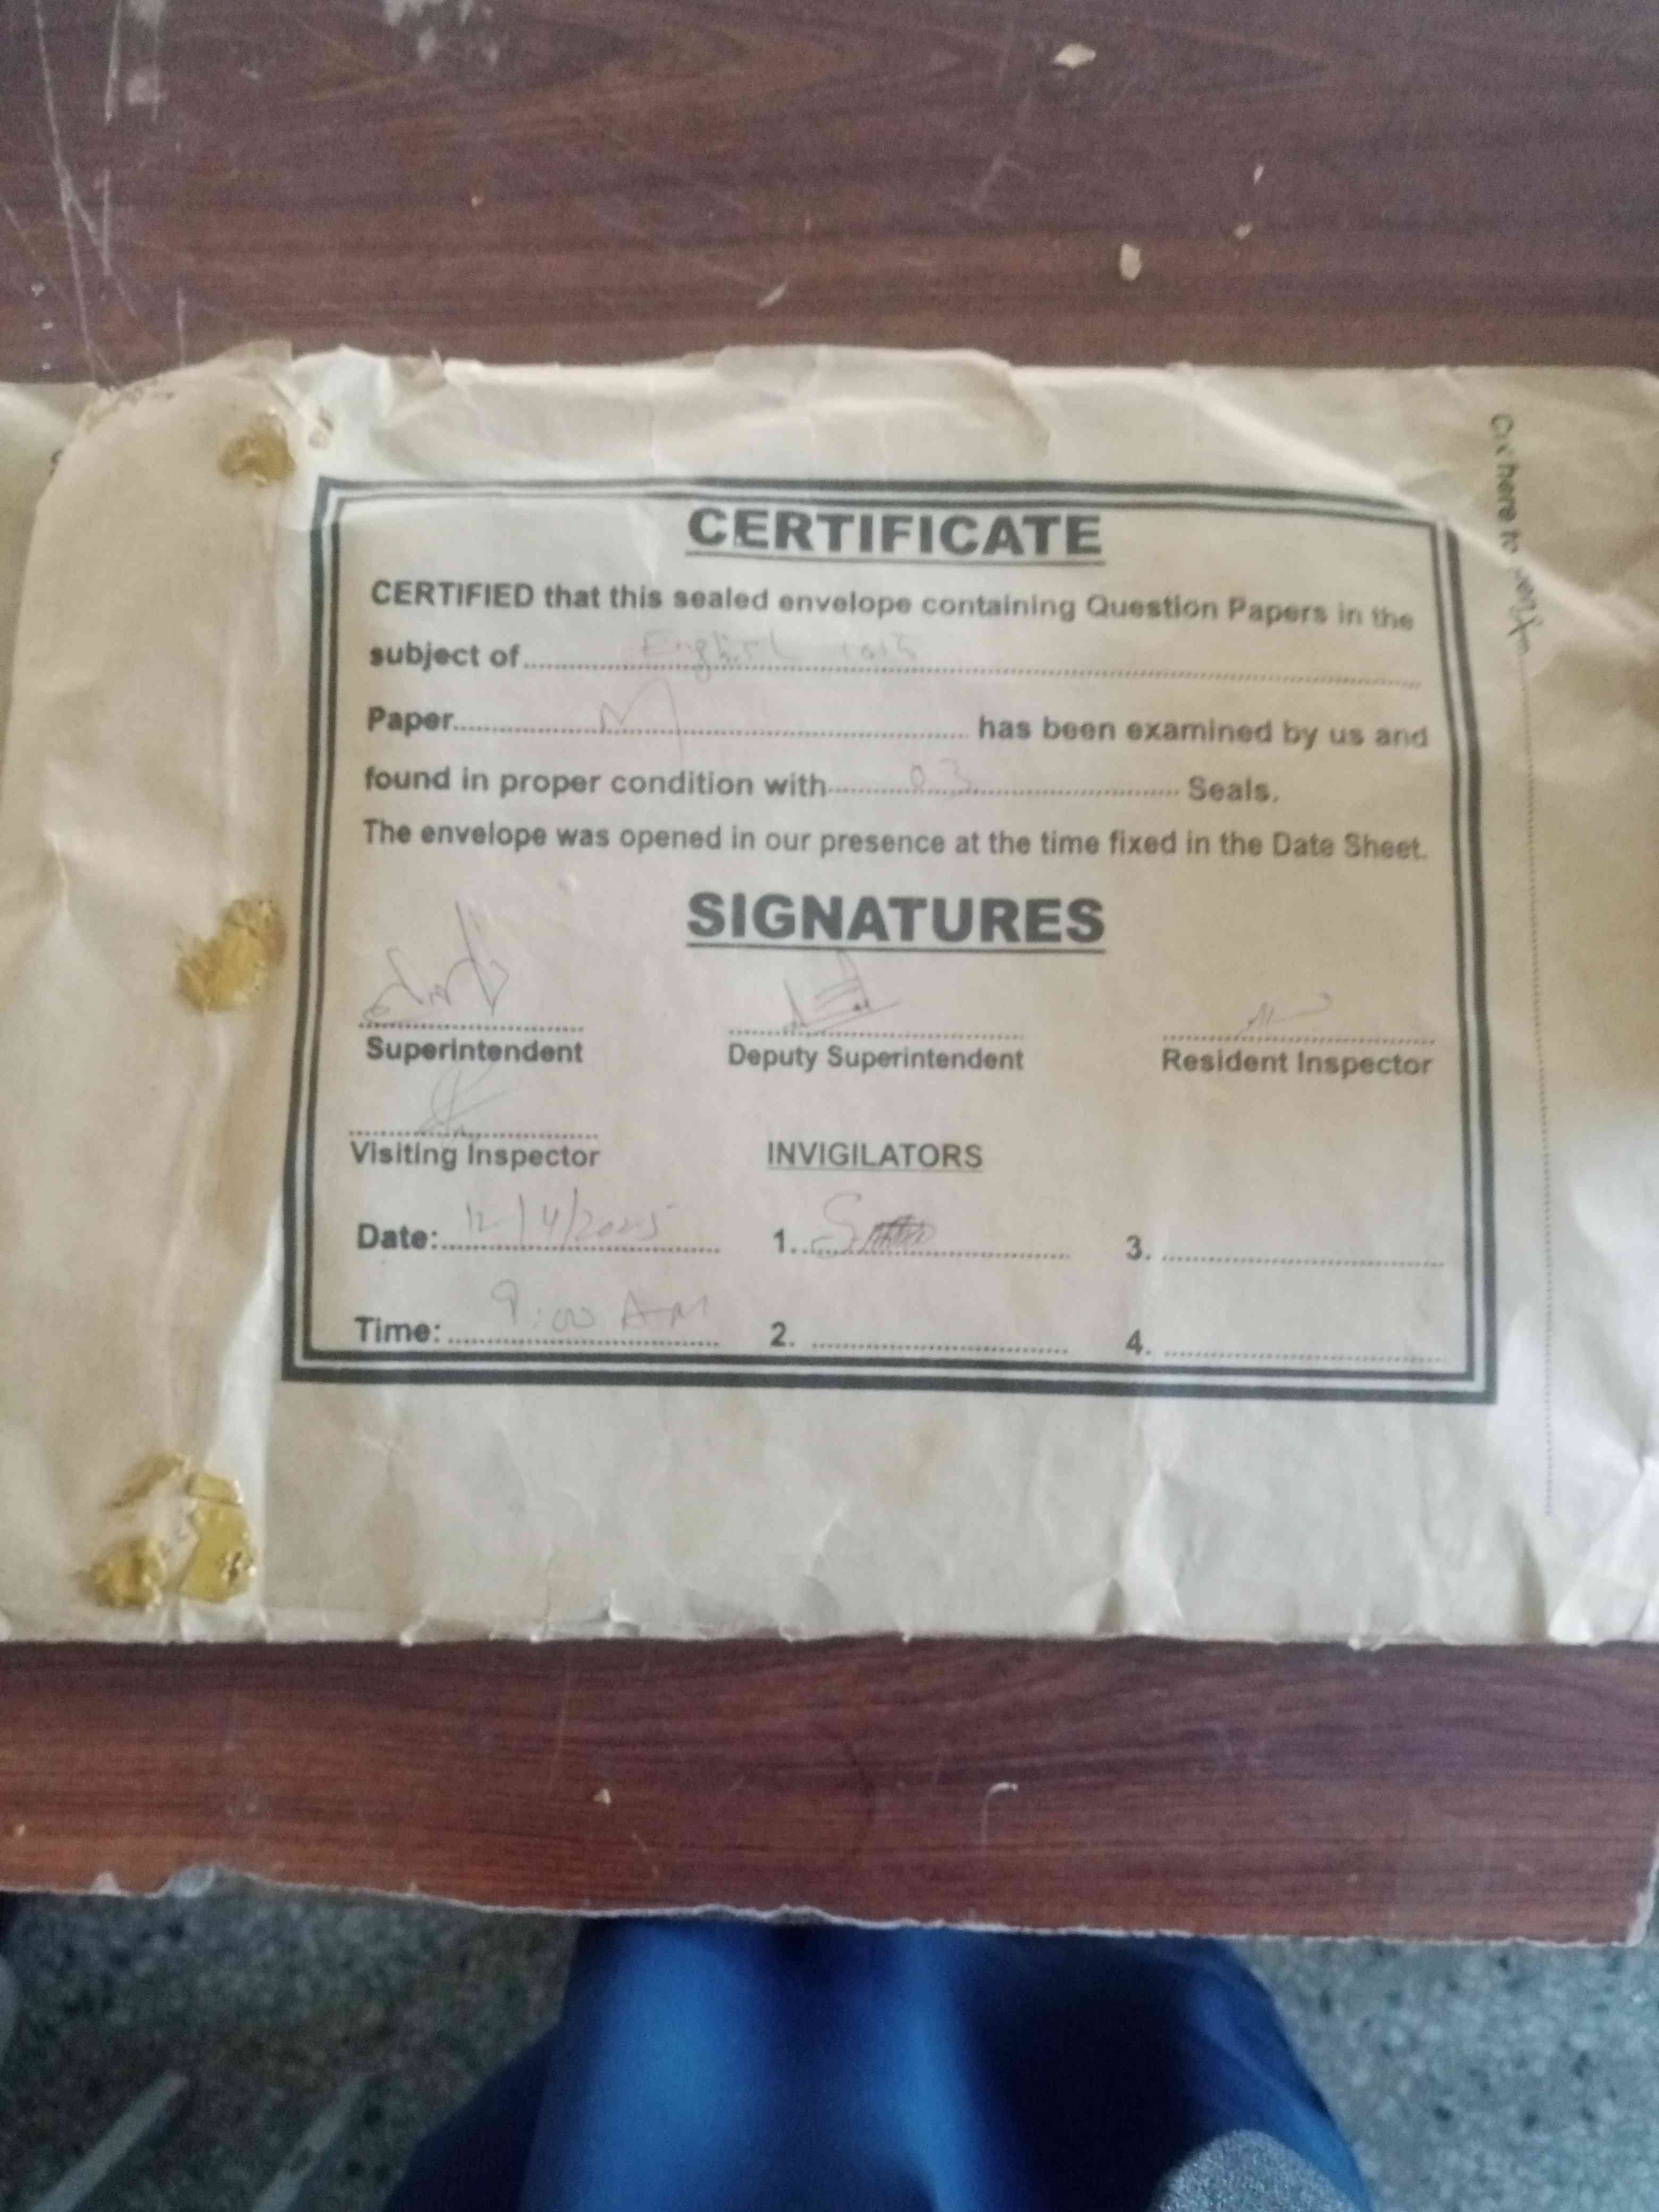 CERTIFICATE
CERTIFIED that this sealed envelope containing Question Papers in the
subject of English
Paper has been examined by us and
found in proper condition with 03 Seals.
The envelope was opened in our presence at the time fixed in the Date Sheet.
SIGNATURES
Superintendent Deputy Superintendent Resident Inspector
Visiting Inspector INVIGILATORS
Date: 12/4/2025 1. 3.
Time: 9:00 AM 2. 4.
here to